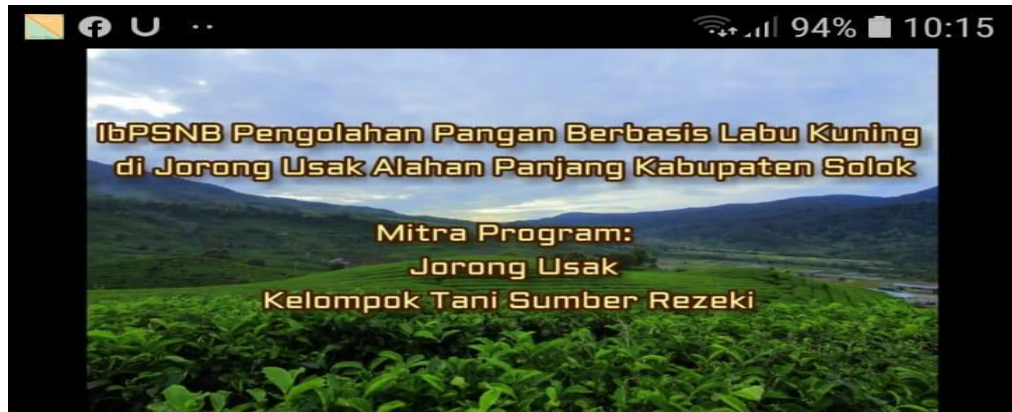 94% 10:15
IbPSNB Pengolahan Pangan Berbasis Labu Kuning
di Jorong Usak Alahan Panjang Kabupaten Solok
Mitra Program:
Jorong Usak
Kelompok Tani Sumber Rezeki